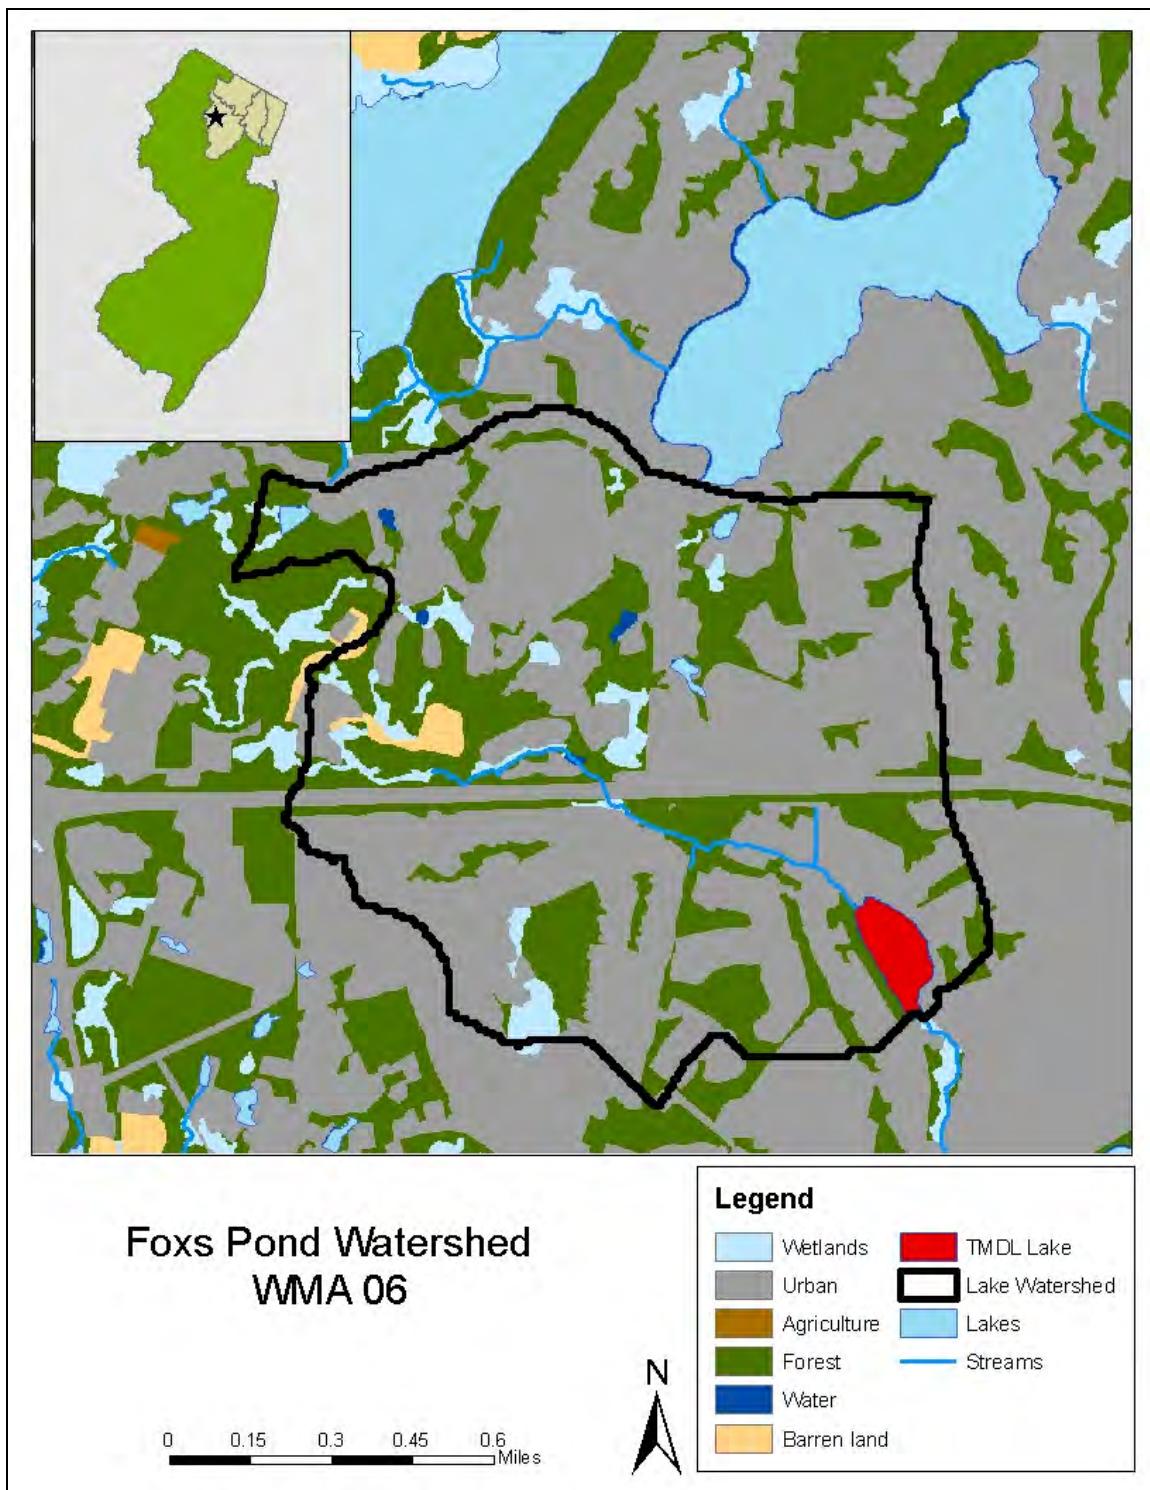 Foxs Pond Watershed
WMA 06
0 0.15 0.3 0.45 0.6
Miles
N
Legend
Wetlands
Urban
Agriculture
Forest
Water
Barren land
TMDL Lake
Lake Watershed
Lakes
Streams